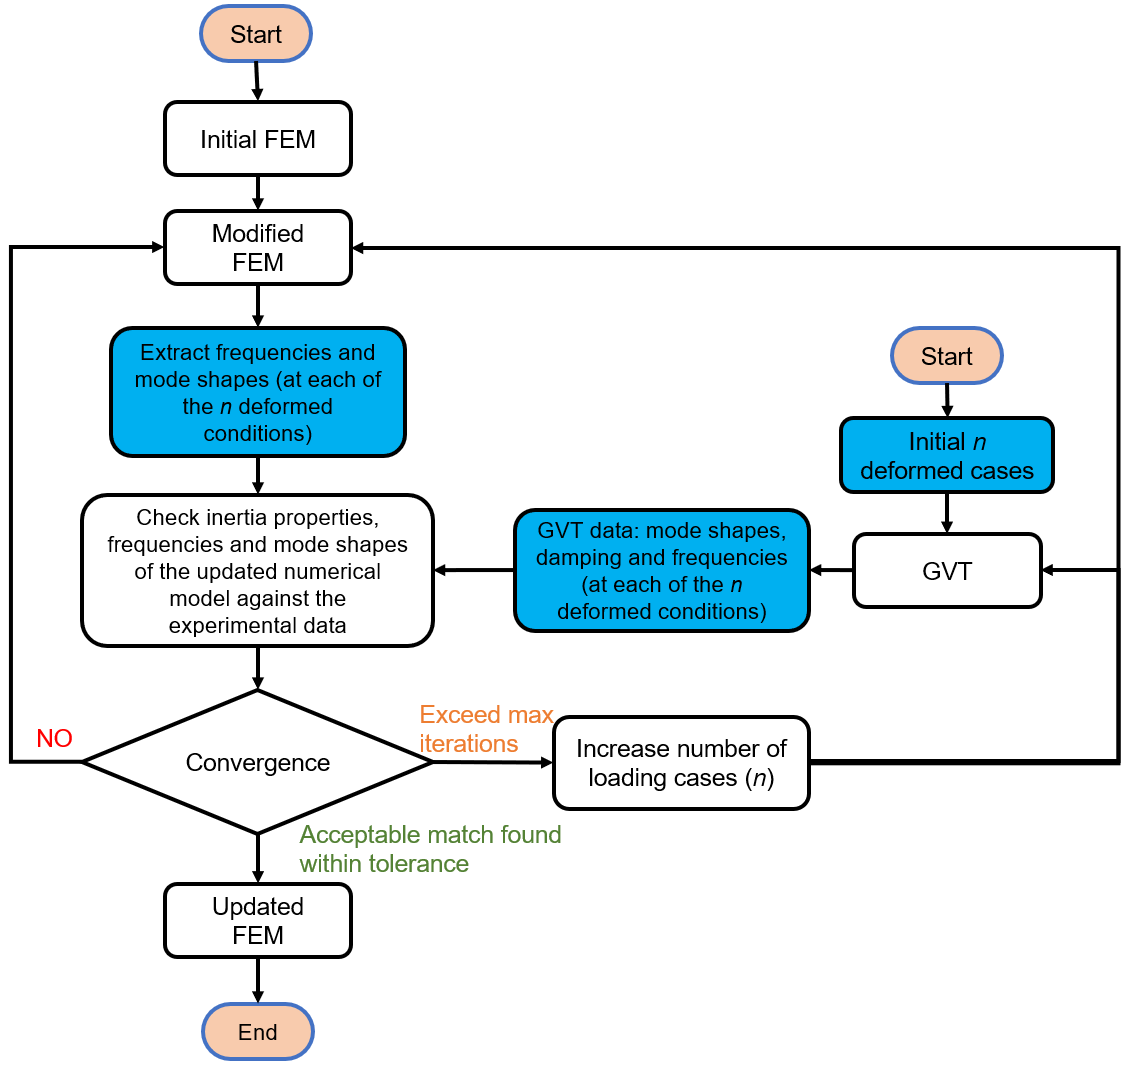 Start
Initial FEM
Modified
FEM
Extract frequencies and
mode shapes (at each of
the n deformed
conditions)
Start
Initial n
deformed cases
Check inertia properties,
frequencies and mode shapes
of the updated numerical
model against the
experimental data
GVT data: mode shapes,
damping and frequencies
(at each of the n
deformed conditions)
GVT
NO
Convergence
Exceed max
iterations
Increase number of
loading cases (n)
Acceptable match found
within tolerance
Updated
FEM
End